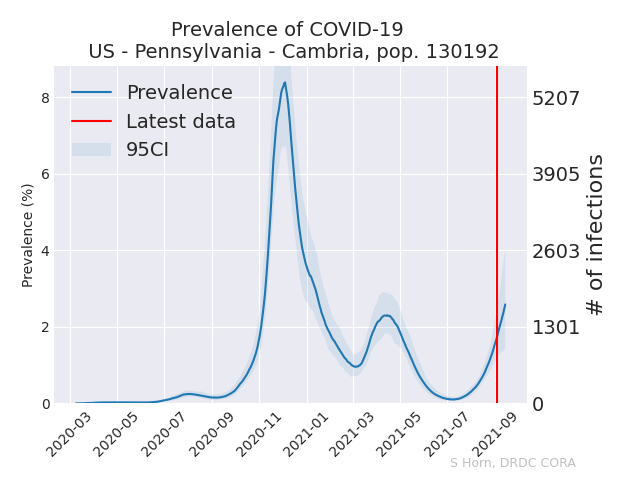 Prevalence of COVID-19
US - Pennsylvania - Cambria, pop. 130192
Prevalence
Latest data
95CI
Prevalence (%)
8
6
4
2
0
5207
3905
2603
1301
0
# of infections
2020-03
2020-05
2020-07
2020-09
2020-11
2021-01
2021-03
2021-05
2021-07
2021-09
S Horn, DRDC CORA